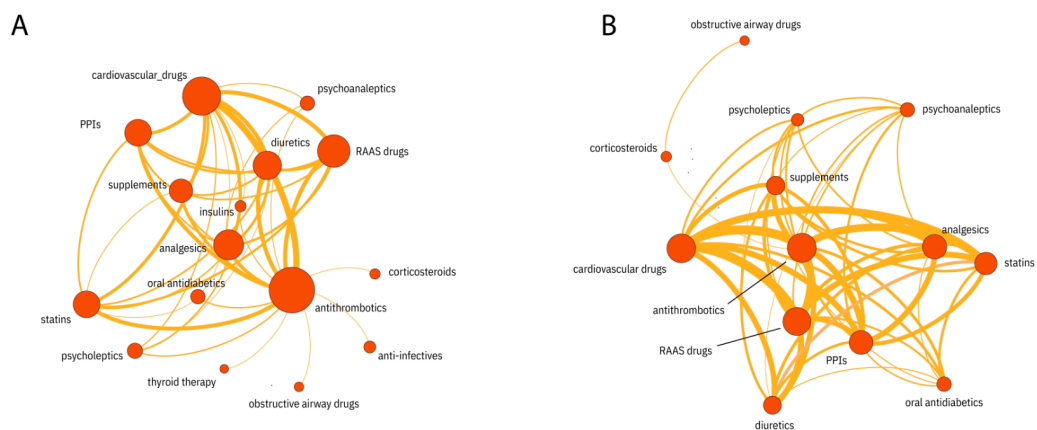 A
cardiovascular_drugs
psychoanaleptics
PPIs
diuretics
RAAS drugs
supplements
insulins
analgesics
corticosteroids
oral antidiabetics
antithrombotics
statins
psycholeptics
anti-infectives
thyroid therapy
obstructive airway drugs
B
obstructive airway drugs
psycholeptics
psychoanaleptics
corticosteroids
supplements
analgesics
cardiovascular drugs
statins
antithrombotics
RAAS drugs
PPIs
oral antidiabetics
diuretics